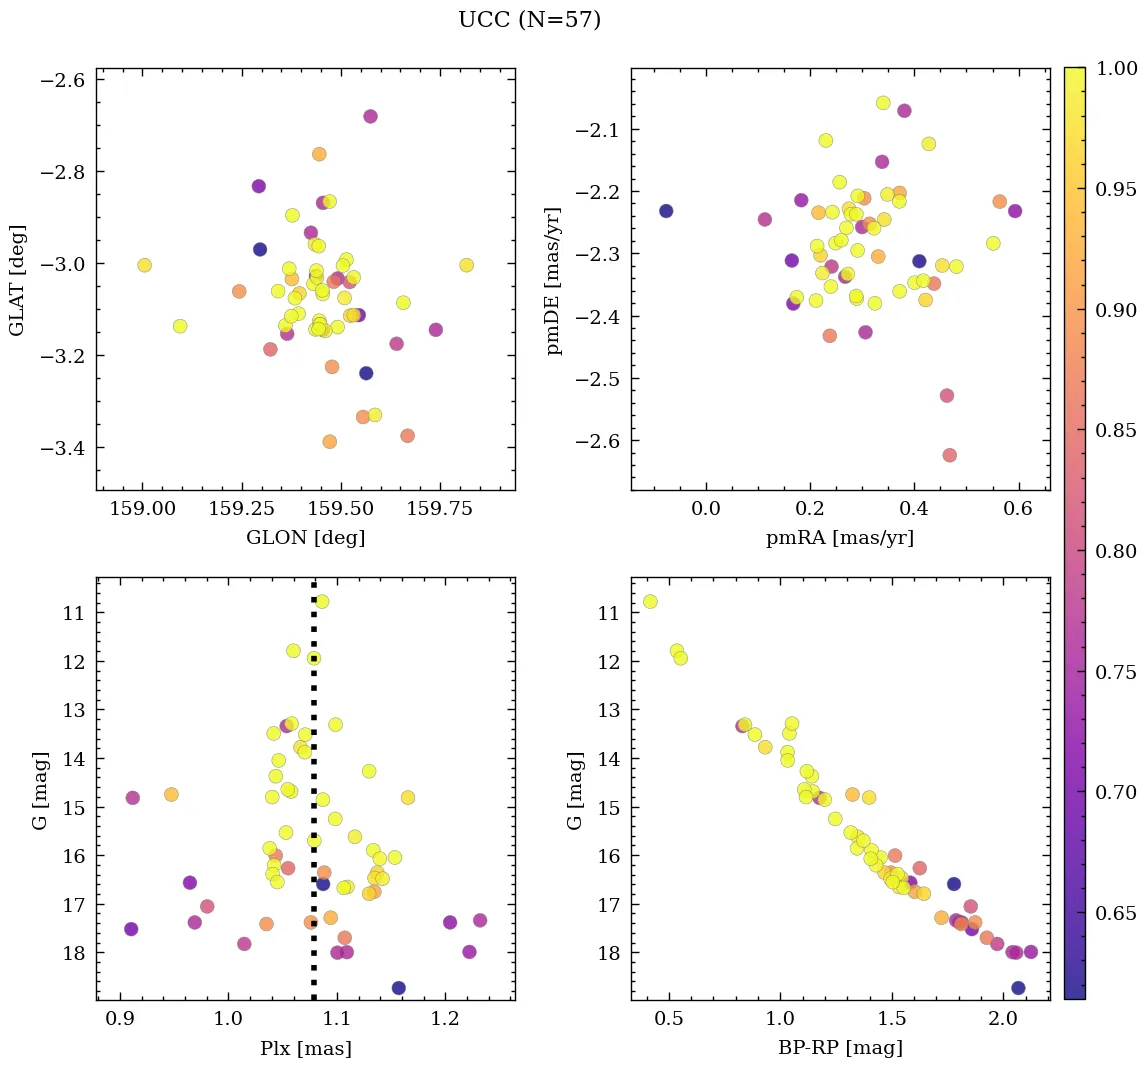 UCC (N=57)
−2.6
−2.8
−3.0
−3.2
−3.4
GLAT [deg]
159.00 159.25 159.50 159.75
GLON [deg]
−2.1
−2.2
−2.3
−2.4
−2.5
−2.6
pmDE [mas/yr]
0.0 0.2 0.4 0.6
pmRA [mas/yr]
11
12
13
14
15
16
17
18
G [mag]
0.9 1.0 1.1 1.2
Plx [mas]
11
12
13
14
15
16
17
18
G [mag]
0.5 1.0 1.5 2.0
BP-RP [mag]
1.00
0.95
0.90
0.85
0.80
0.75
0.70
0.65